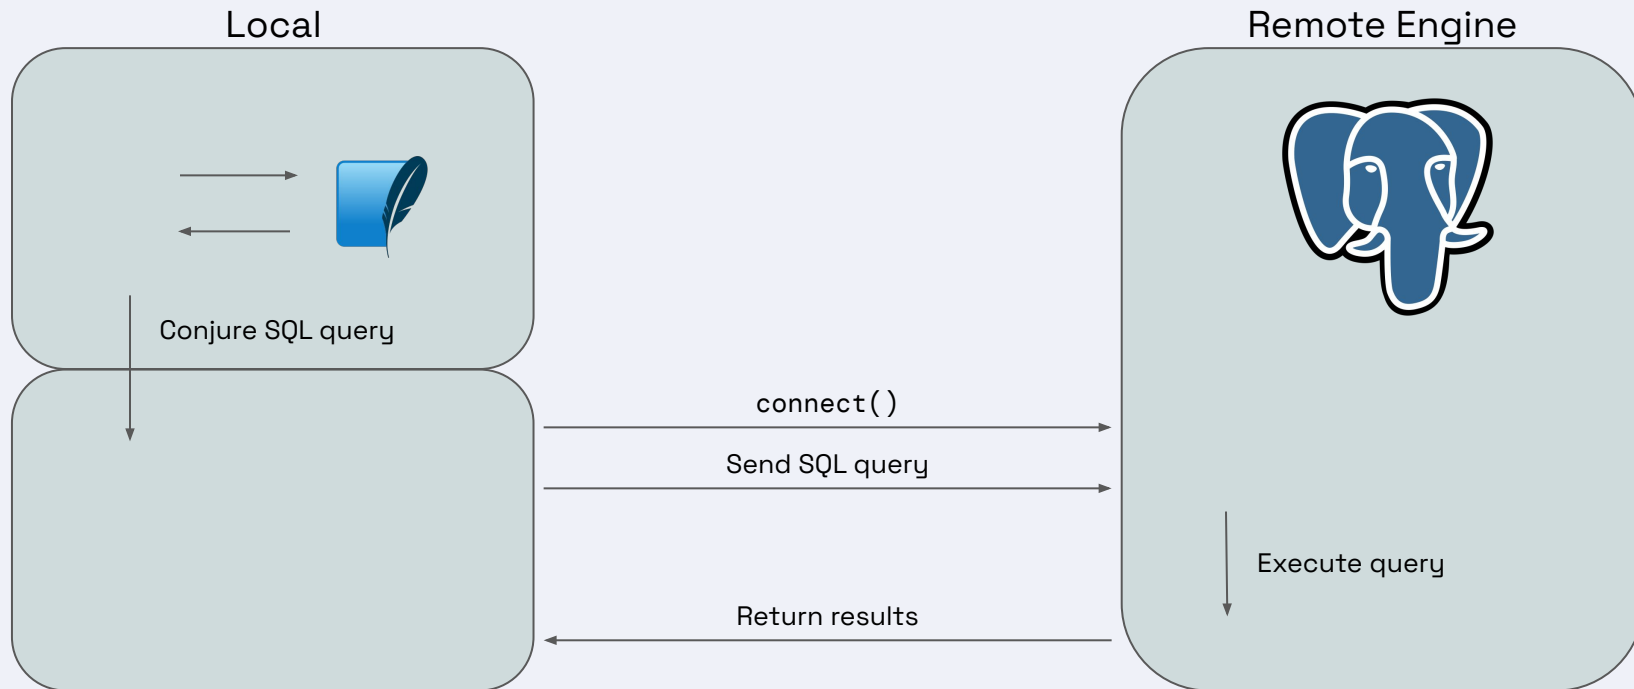 Local
Remote Engine
Conjure SQL query
connect()
Send SQL query
Execute query
Return results